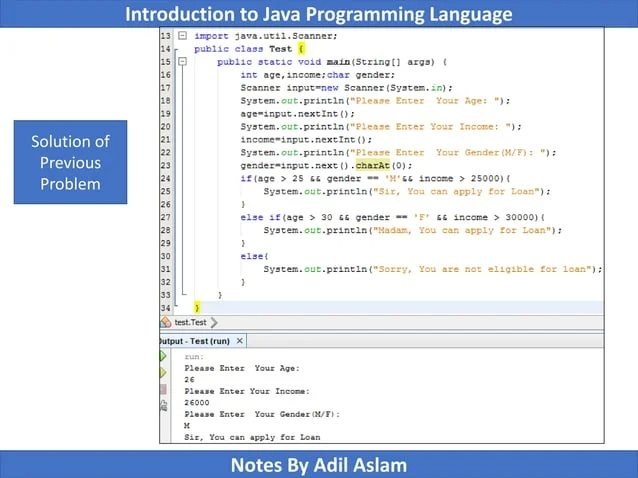 Introduction to Java Programming Language
Solution of
Previous
Problem
13 import java.util.Scanner;
14 public class Test {
15 public static void main(String[] args) {
16 int age,income;char gender;
17 Scanner input=new Scanner(System.in);
18 System.out.println("Please Enter  Your Age: ");
19 age=input.nextInt();
20 System.out.println("Please Enter Your Income: ");
21 income=input.nextInt();
22 System.out.println("Please Enter  Your Gender(M/F): ");
23 gender=input.next().charAt(0);
24 if(age > 25 && gender == 'M'&& income > 25000){
25 System.out.println("Sir, You can apply for Loan");
26 }
27 else if(age > 30 && gender == 'F' && income > 30000){
28 System.out.println("Madam, You can apply for Loan");
29 }
30 else{
31 System.out.println("Sorry, You are not eligible for loan");
32 }
33 }
34 }
test.Test
Output - Test (run) ×
run:
Please Enter  Your Age:
26
Please Enter Your Income:
26000
Please Enter  Your Gender(M/F):
M
Sir, You can apply for Loan
Notes By Adil Aslam